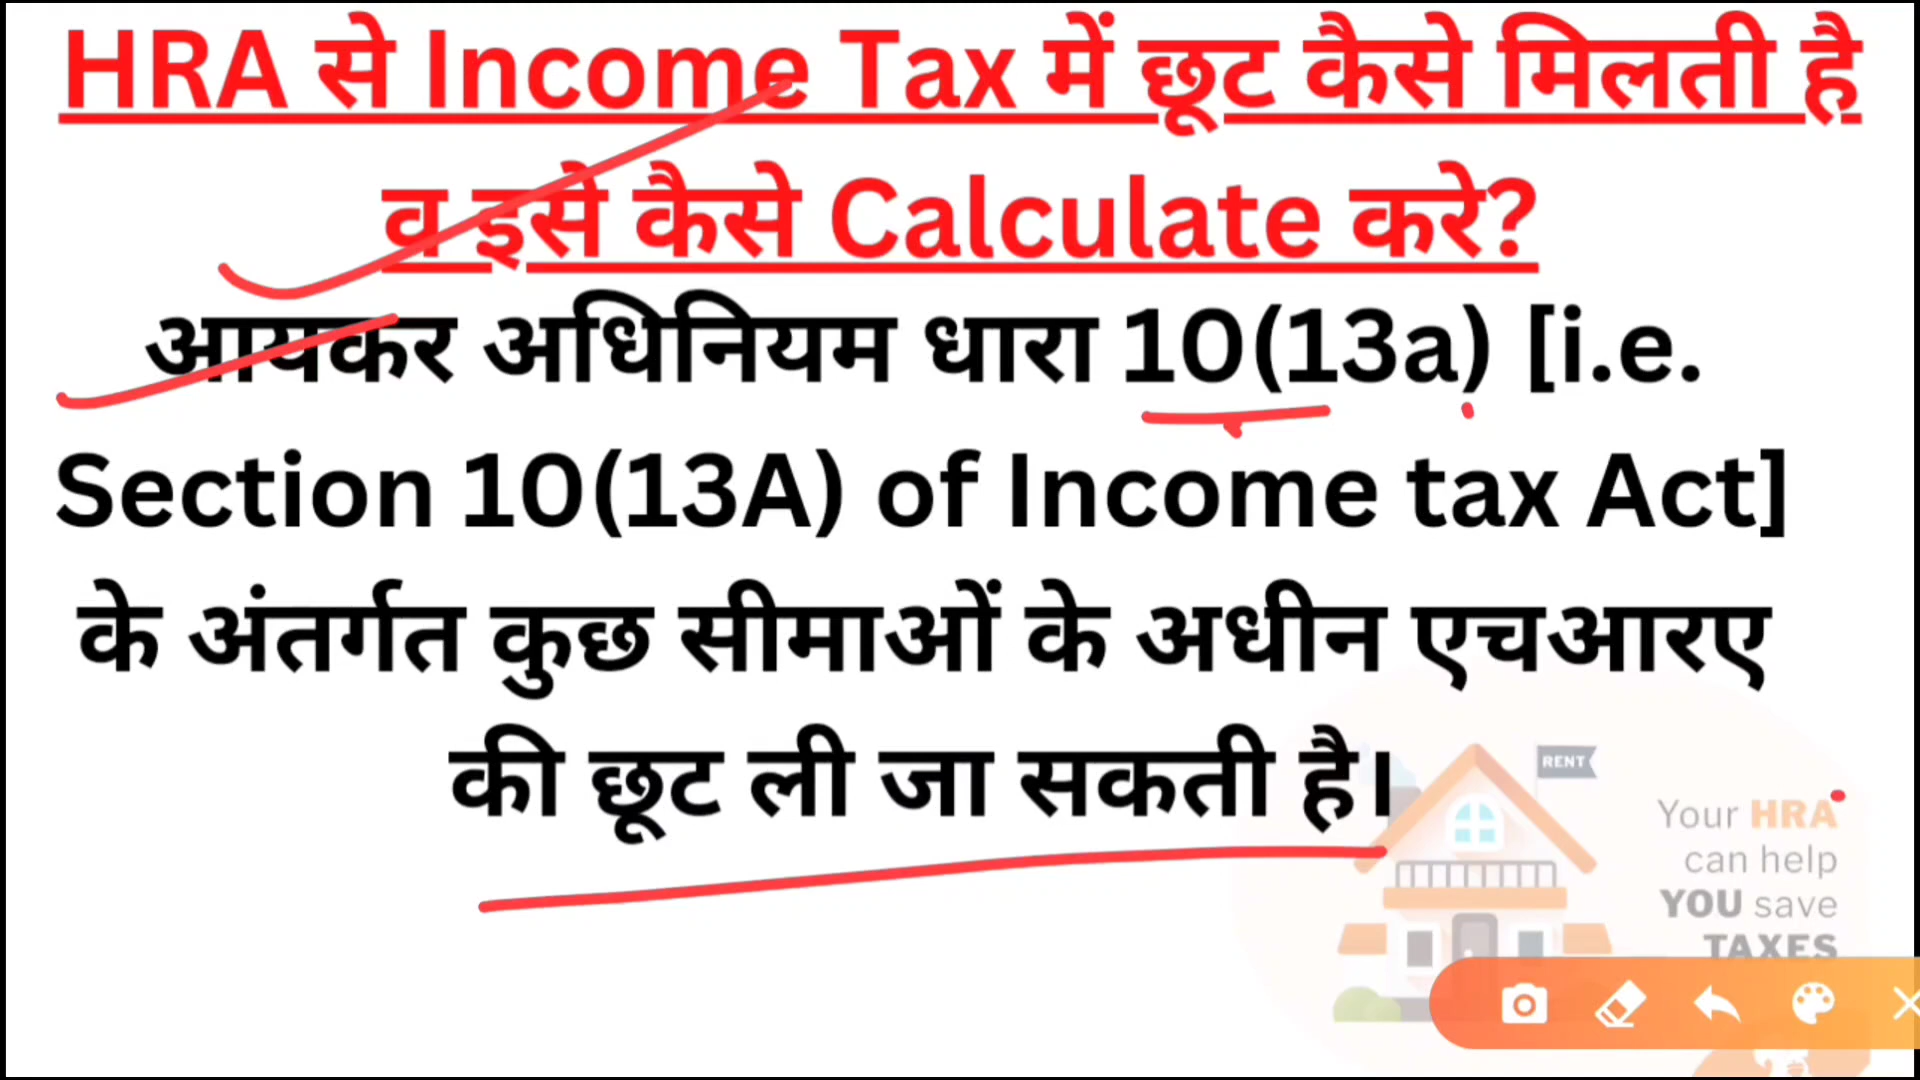 HRA से Income Tax में छूट कैसे मिलती है
व इसे कैसे Calculate करे?
आयकर अधिनियम धारा 10(13a) [i.e.
Section 10(13A) of Income tax Act]
के अंतर्गत कुछ सीमाओं के अधीन एचआरए
की छूट ली जा सकती है।
RENT
Your HRA
can help
YOU save
TAXES